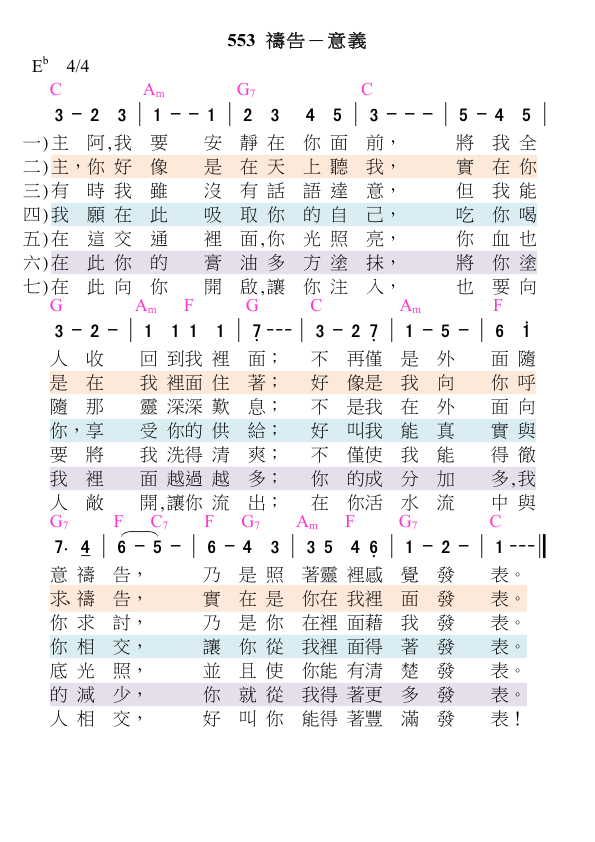 553 禱告－意義
E♭ 4/4
C Am G7 C
3 － 2 3 | 1 － － 1 | 2 3 4 5 | 3 － － － | 5 － 4 5 |
一)主 阿,我 要 安 靜 在 你 面 前， 將 我 全
二)主，你 好 像 是 在 天 上 聽 我， 實 在 你
三)有 時 我 雖 沒 有 話 語 達 意， 但 我 能
四)我 願 在 此 吸 取 你 的 自 己， 吃 你 喝
五)在 這 交 通 裡 面,你 光 照 亮， 你 血 也
六)在 此 你 的 膏 油 多 方 塗 抹， 將 你 塗
七)在 此 向 你 開 啟,讓 你 注 入， 也 要 向
G Am F G C Am F
3 － 2 － | 1 1 1 1 | 7̣ - - - | 3 － 2 7̣ | 1 － 5 － | 6 1̇
人 收 回 到我 裡 面； 不 再僅 是 外 面 隨
是 在 我 裡面 住 著； 好 像是 我 向 你 呼
隨 那 靈 深深 歎 息； 不 是我 在 外 面 向
你，享 受 你的 供 給； 好 叫我 能 真 實 與
要 將 我 洗得 清 爽； 不 僅使 我 能 得 徹
我 裡 面 越過 越 多； 你 的成 分 加 多,我
人 敞 開,讓你 流 出； 在 你活 水 流 中 與
G7 F C7 F G7 Am F G7 C
7. 4 | 6 － 5 － | 6 － 4 3 | 3 5 4 6̣ | 1 － 2 － | 1 - - - ‖
意 禱 告， 乃 是 照 著靈 裡感 覺 發 表。
求、禱 告， 實 在 是 你在 我裡 面 發 表。
你 求 討， 乃 是 你 在裡 面藉 我 發 表。
你 相 交， 讓 你 從 我裡 面得 著 發 表。
底 光 照， 並 且 使 你能 有清 楚 發 表。
的 減 少， 你 就 從 我得 著更 多 發 表。
人 相 交， 好 叫 你 能得 著豐 滿 發 表！